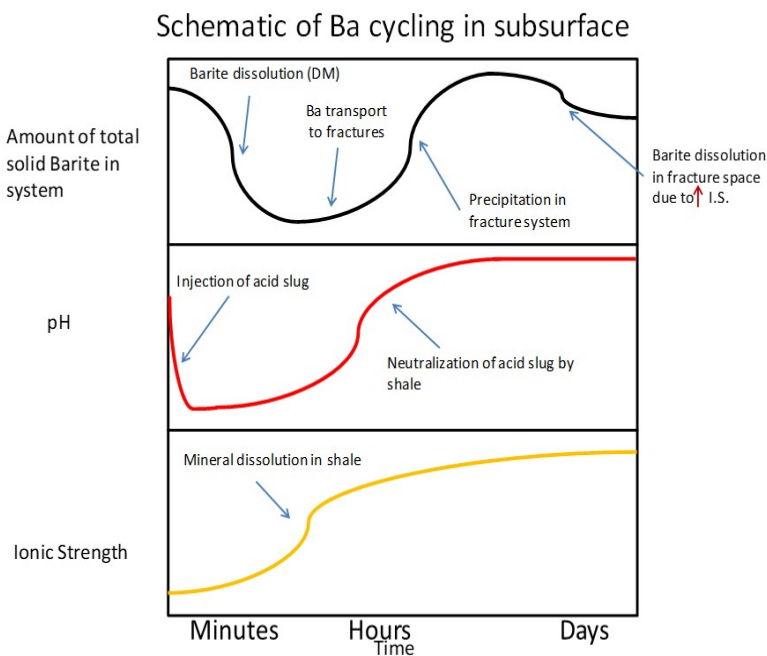 Schematic of Ba cycling in subsurface
Barite dissolution (DM)
Ba transport
to fractures
Amount of total
solid Barite in
system
Precipitation in
fracture system
Barite dissolution
in fracture space
due to↑ I.S.
Injection of acid slug
pH
Neutralization of acid slug by
shale
Mineral dissolution in shale
Ionic Strength
Minutes Hours Days
Time